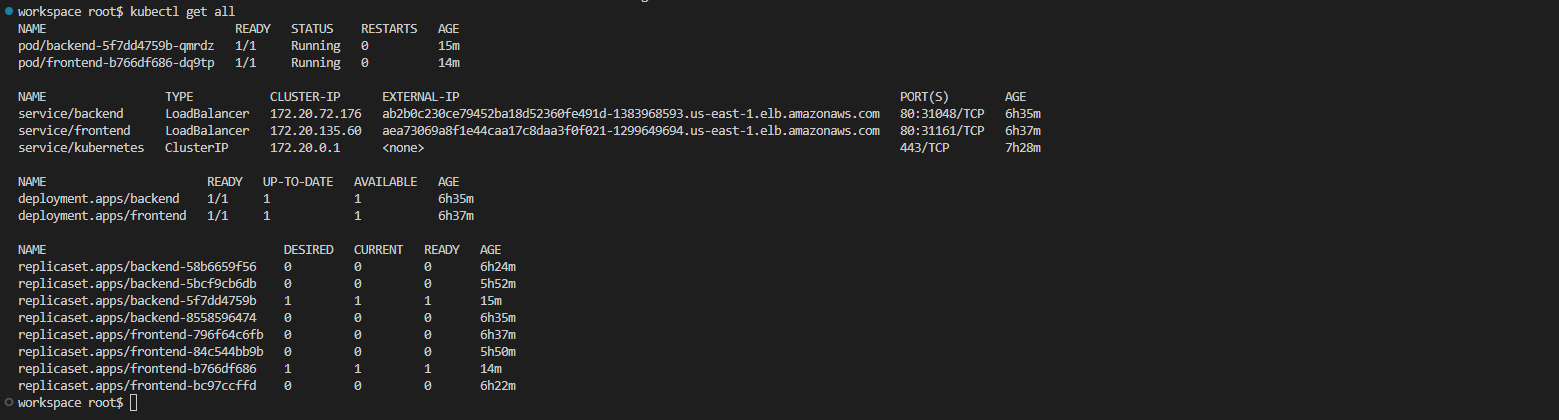 workspace root$ kubectl get all
NAME READY STATUS RESTARTS AGE
pod/backend-5f7dd4759b-qmrdz 1/1 Running 0 15m
pod/frontend-b766df686-dq9tp 1/1 Running 0 14m
NAME TYPE CLUSTER-IP EXTERNAL-IP PORT(S) AGE
service/backend LoadBalancer 172.20.72.176 ab2b0c230ce79452ba18d52360fe491d-1383968593.us-east-1.elb.amazonaws.com 80:31048/TCP 6h35m
service/frontend LoadBalancer 172.20.135.60 aea73069a8f1e44caa17c8daa3f0f021-1299649694.us-east-1.elb.amazonaws.com 80:31161/TCP 6h37m
service/kubernetes ClusterIP 172.20.0.1 <none> 443/TCP 7h28m
NAME READY UP-TO-DATE AVAILABLE AGE
deployment.apps/backend 1/1 1 1 6h35m
deployment.apps/frontend 1/1 1 1 6h37m
NAME DESIRED CURRENT READY AGE
replicaset.apps/backend-58b6659f56 0 0 0 6h24m
replicaset.apps/backend-5bcf9cb6db 0 0 0 5h52m
replicaset.apps/backend-5f7dd4759b 1 1 1 15m
replicaset.apps/backend-8558596474 0 0 0 6h35m
replicaset.apps/frontend-796f64c6fb 0 0 0 6h37m
replicaset.apps/frontend-84c544bb9b 0 0 0 5h50m
replicaset.apps/frontend-b766df686 1 1 1 14m
replicaset.apps/frontend-bc97ccffd 0 0 0 6h22m
workspace root$